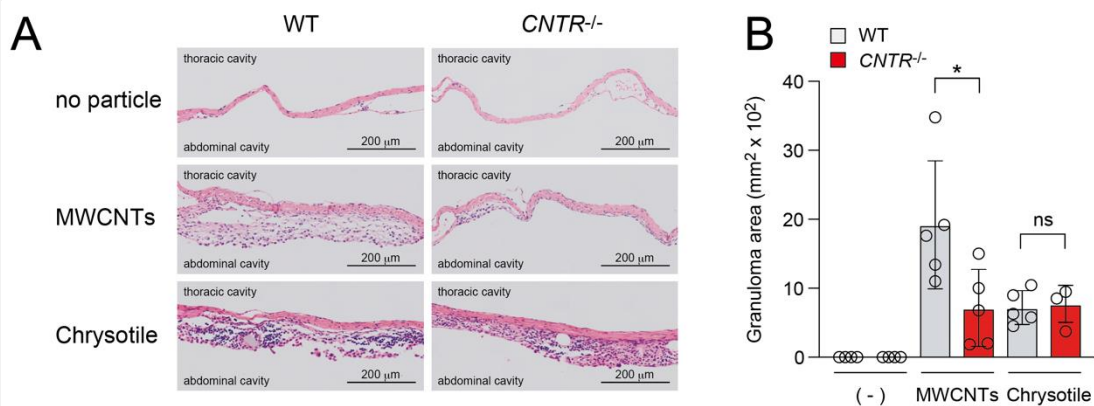 A
WT
CNTR-/-
no particle
thoracic cavity
abdominal cavity
200 μm
thoracic cavity
abdominal cavity
200 μm
MWCNTs
thoracic cavity
abdominal cavity
200 μm
thoracic cavity
abdominal cavity
200 μm
Chrysotile
thoracic cavity
abdominal cavity
200 μm
thoracic cavity
abdominal cavity
200 μm
B
WT
CNTR-/-
Granuloma area (mm² x 10²)
40
30
20
10
0
*
ns
(-)
MWCNTs
Chrysotile